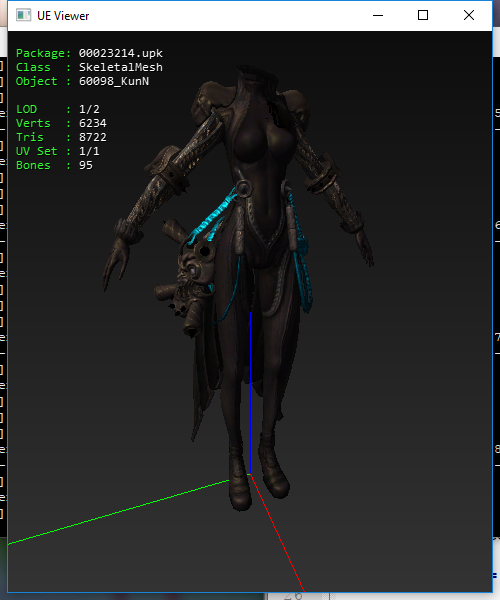 UE Viewer
Package: 00023214.upk
Class : SkeletalMesh
Object : 60098_KunN
LOD : 1/2
Verts : 6234
Tris : 8722
UV Set : 1/1
Bones : 95